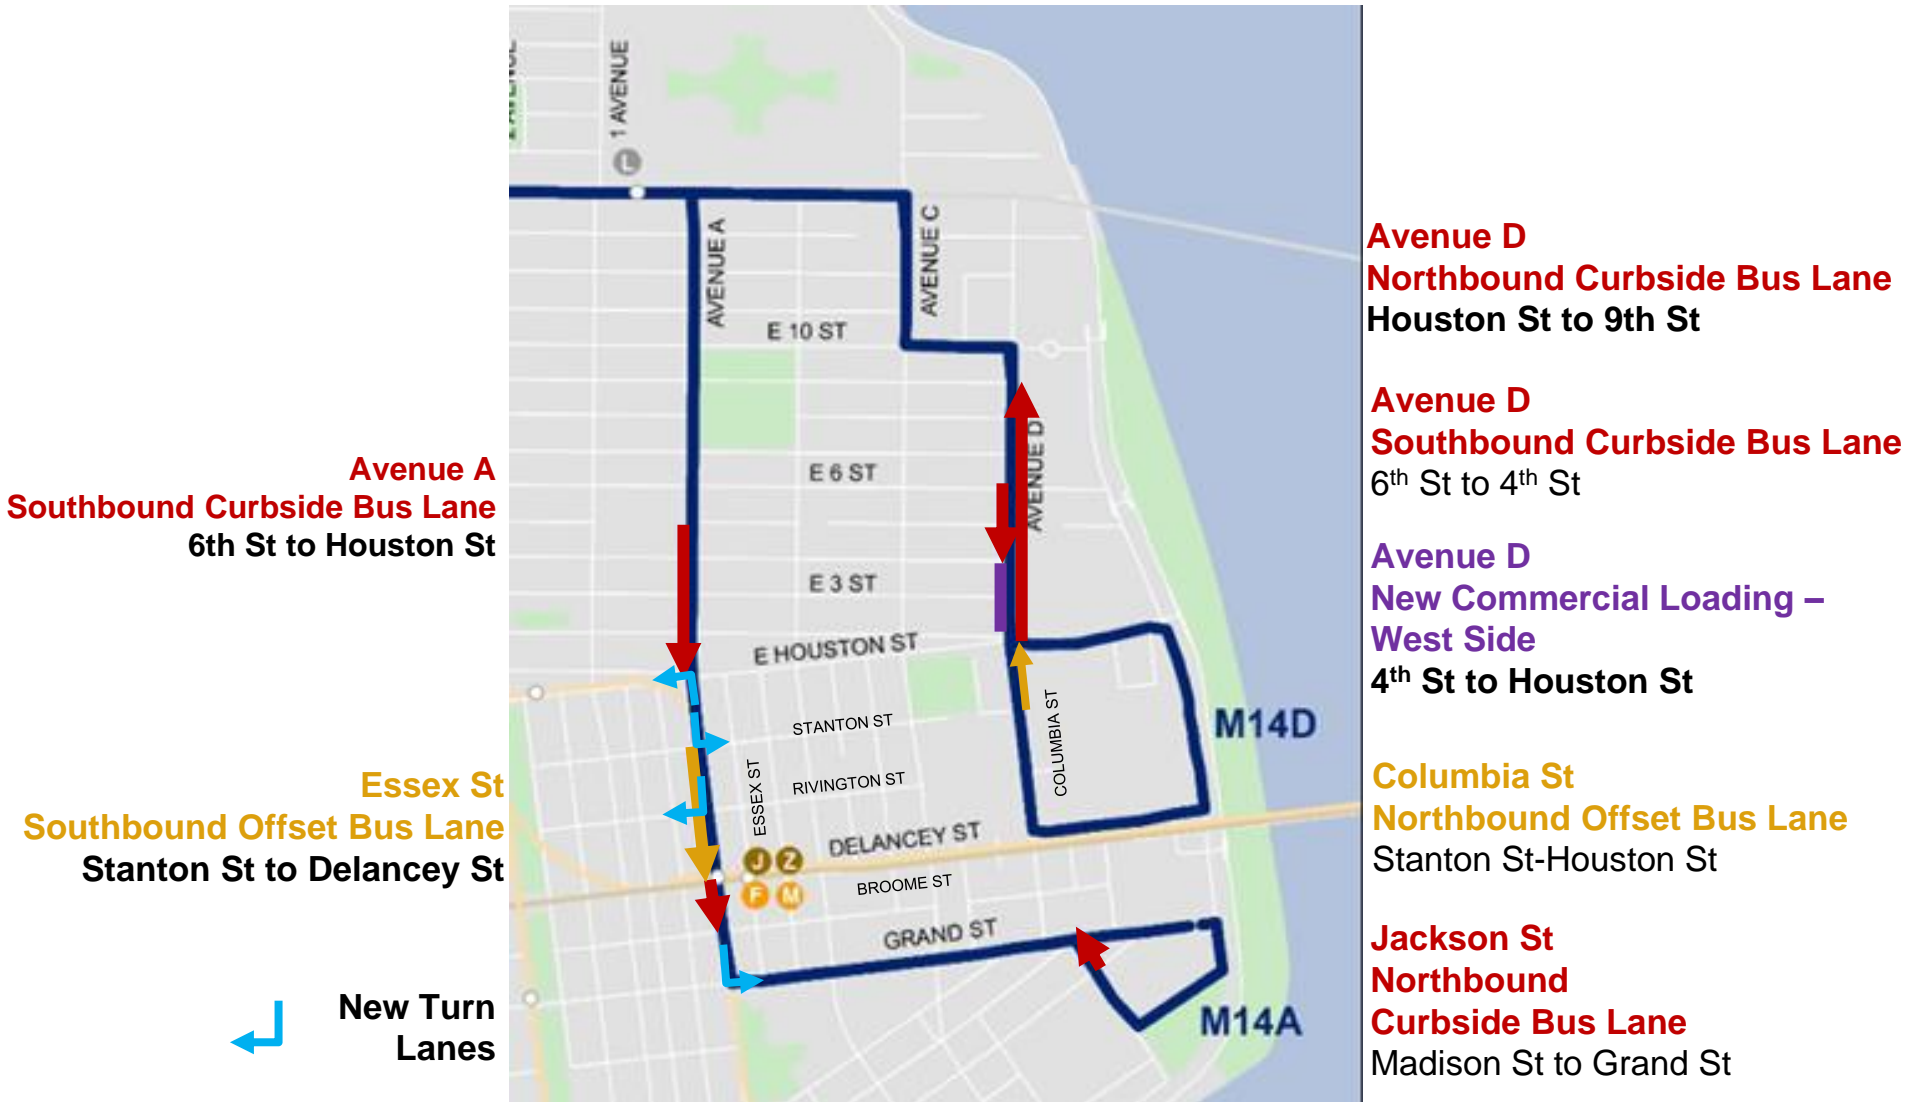 Avenue A
Southbound Curbside Bus Lane
6th St to Houston St
Essex St
Southbound Offset Bus Lane
Stanton St to Delancey St
New Turn
Lanes
1 AVENUE
L
AVENUE A
AVENUE C
E 10 ST
AVENUE D
E 6 ST
E 3 ST
E HOUSTON ST
STANTON ST
COLUMBIA ST
ESSEX ST
RIVINGTON ST
DELANCEY ST
J Z
F M
BROOME ST
GRAND ST
M14D
M14A
Avenue D
Northbound Curbside Bus Lane
Houston St to 9th St
Avenue D
Southbound Curbside Bus Lane
6th St to 4th St
Avenue D
New Commercial Loading –
West Side
4th St to Houston St
Columbia St
Northbound Offset Bus Lane
Stanton St-Houston St
Jackson St
Northbound
Curbside Bus Lane
Madison St to Grand St